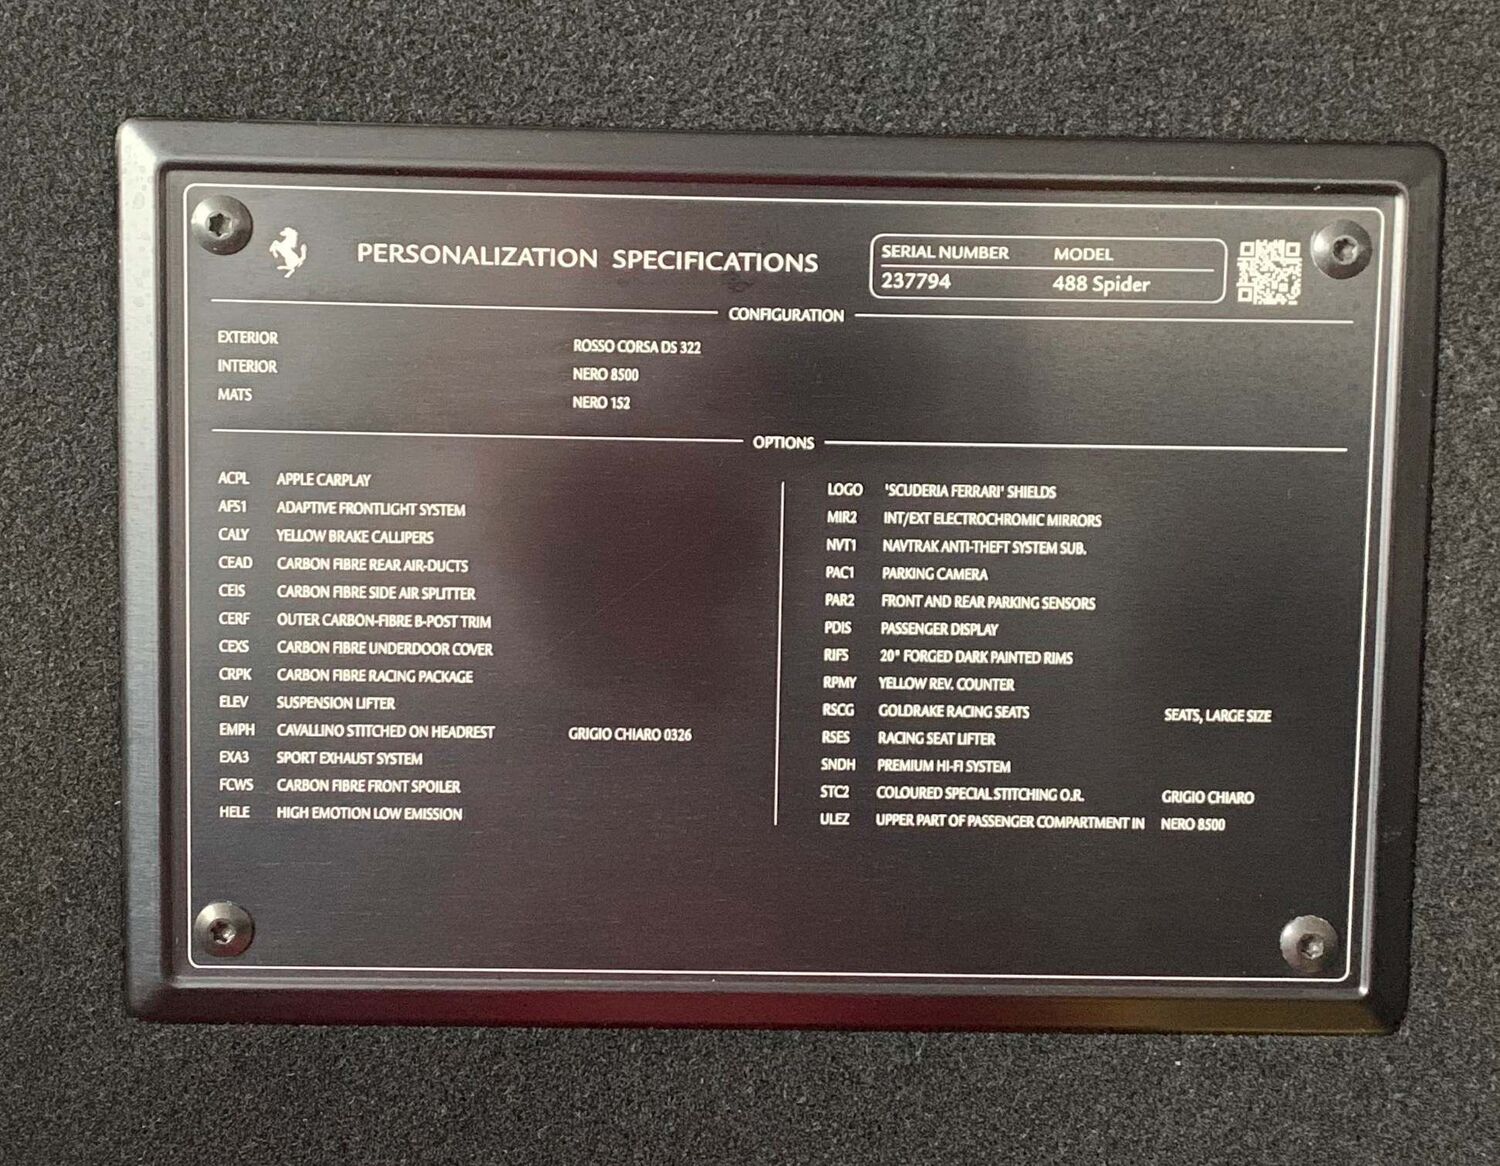 PERSONALIZATION SPECIFICATIONS
SERIAL NUMBER MODEL
237794 488 Spider
CONFIGURATION
EXTERIOR ROSSO CORSA DS 322
INTERIOR NERO 8500
MATS NERO 152
OPTIONS
ACPL APPLE CARPLAY
AFS1 ADAPTIVE FRONTLIGHT SYSTEM
CALY YELLOW BRAKE CALLIPERS
CEAD CARBON FIBRE REAR AIR-DUCTS
CEIS CARBON FIBRE SIDE AIR SPLITTER
CERF OUTER CARBON-FIBRE B-POST TRIM
CEXS CARBON FIBRE UNDERDOOR COVER
CRPK CARBON FIBRE RACING PACKAGE
ELEV SUSPENSION LIFTER
EMPH CAVALLINO STITCHED ON HEADREST GRIGIO CHIARO 0326
EXA3 SPORT EXHAUST SYSTEM
FCWS CARBON FIBRE FRONT SPOILER
HELE HIGH EMOTION LOW EMISSION
LOGO 'SCUDERIA FERRARI' SHIELDS
MIR2 INT/EXT ELECTROCHROMIC MIRRORS
NVT1 NAVTRAK ANTI-THEFT SYSTEM SUB.
PAC1 PARKING CAMERA
PAR2 FRONT AND REAR PARKING SENSORS
PDIS PASSENGER DISPLAY
RIFS 20" FORGED DARK PAINTED RIMS
RPMY YELLOW REV. COUNTER
RSCG GOLDRAKE RACING SEATS SEATS, LARGE SIZE
RSES RACING SEAT LIFTER
SNDH PREMIUM HI-FI SYSTEM
STC2 COLOURED SPECIAL STITCHING O.R. GRIGIO CHIARO
ULEZ UPPER PART OF PASSENGER COMPARTMENT IN NERO 8500